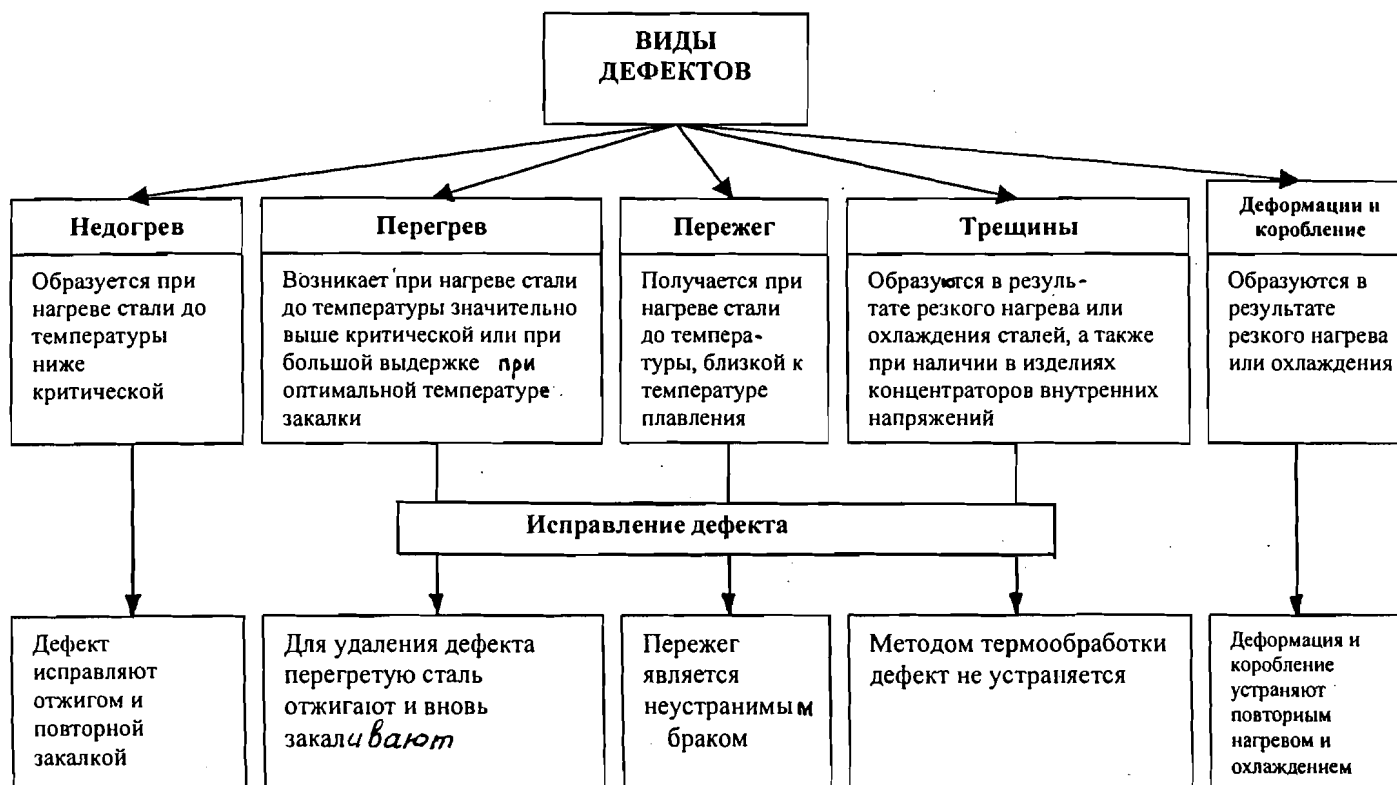 ВИДЫ
ДЕФЕКТОВ
Недогрев
Образуется при
нагреве стали до
температуры
ниже
критической
Перегрев
Возникает при нагреве стали
до температуры значительно
выше критической или при
большой выдержке при
оптимальной температуре
закалки
Пережег
Получается при
нагреве стали
до темпера-
туры, близкой к
температуре
плавления
Трещины
Образуются в резуль-
тате резкого нагрева или
охлаждения сталей, а также
при наличии в изделиях
концентраторов внутренних
напряжений
Деформации и
коробление
Образуются в
результате
резкого нагрева
или охлаждения
Исправление дефекта
Дефект
исправляют
отжигом и
повторной
закалкой
Для удаления дефекта
перегретую сталь
отжигают и вновь
закаливают
Пережег
является
неустранимым
браком
Методом термообработки
дефект не устраняется
Деформация и
коробление
устраняют
повторным
нагревом и
охлаждением